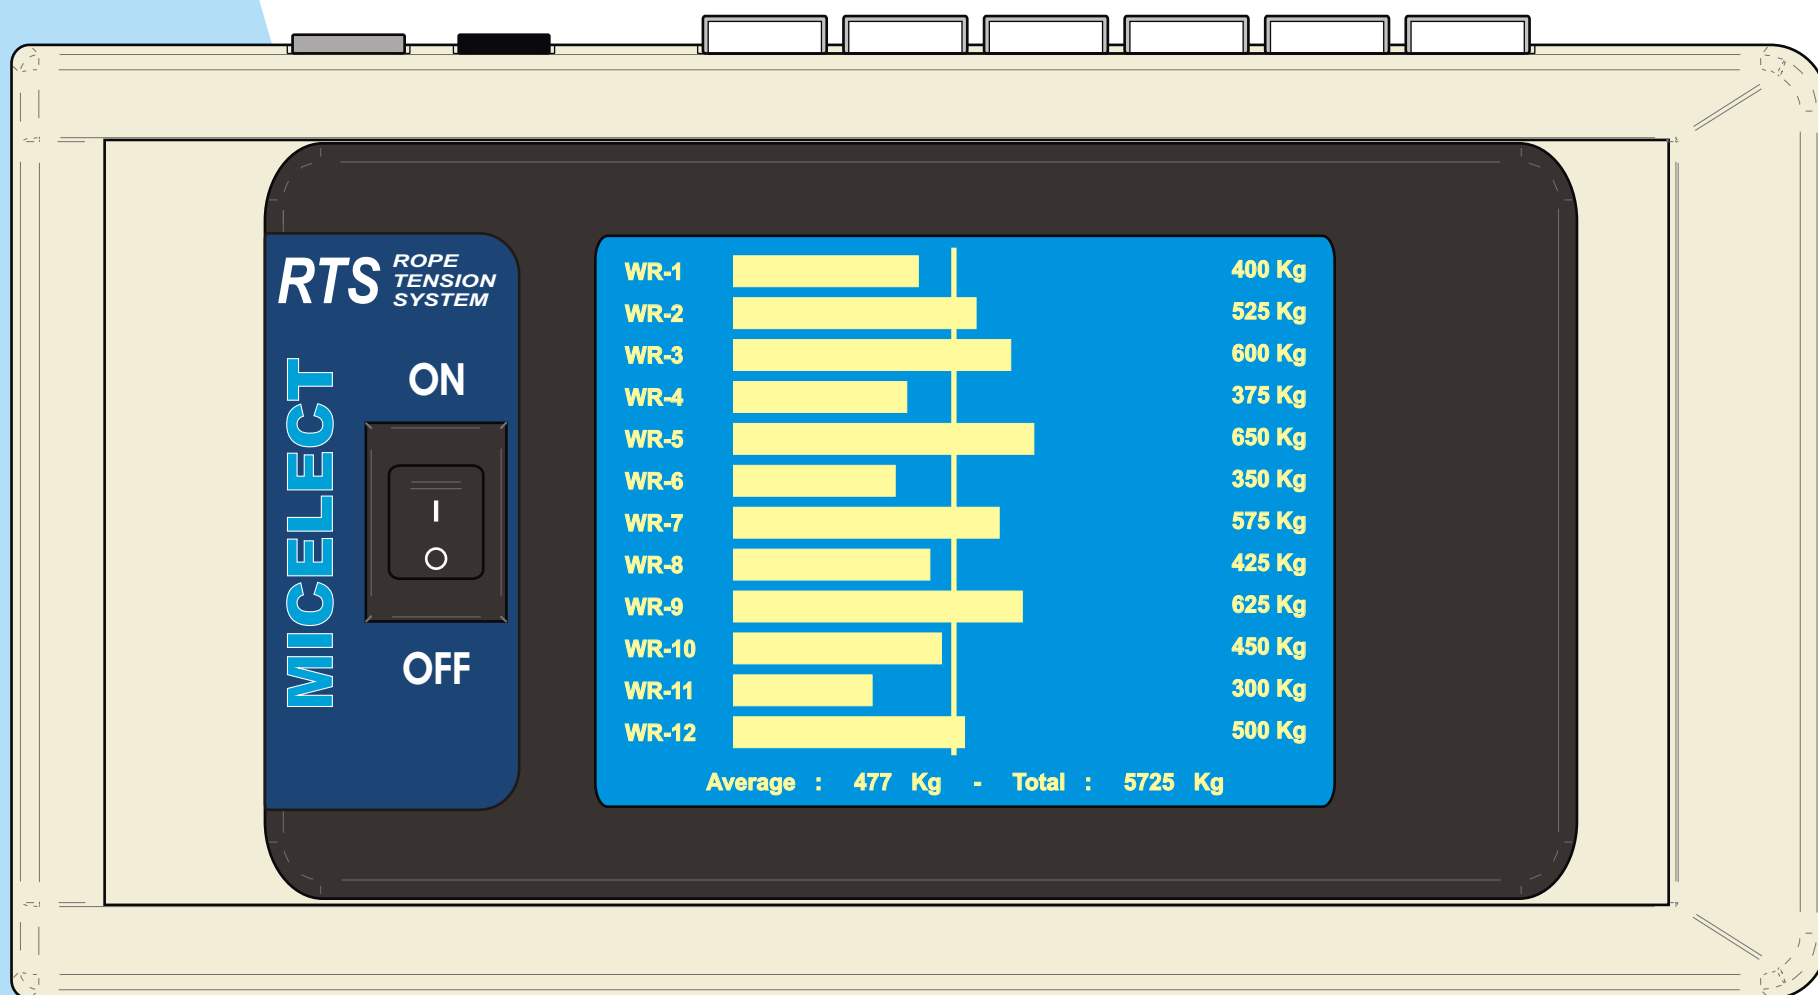 RTS ROPE TENSION SYSTEM
MICELECT
ON
I
O
OFF
WR-1 400 Kg
WR-2 525 Kg
WR-3 600 Kg
WR-4 375 Kg
WR-5 650 Kg
WR-6 350 Kg
WR-7 575 Kg
WR-8 425 Kg
WR-9 625 Kg
WR-10 450 Kg
WR-11 300 Kg
WR-12 500 Kg
Average : 477 Kg - Total : 5725 Kg